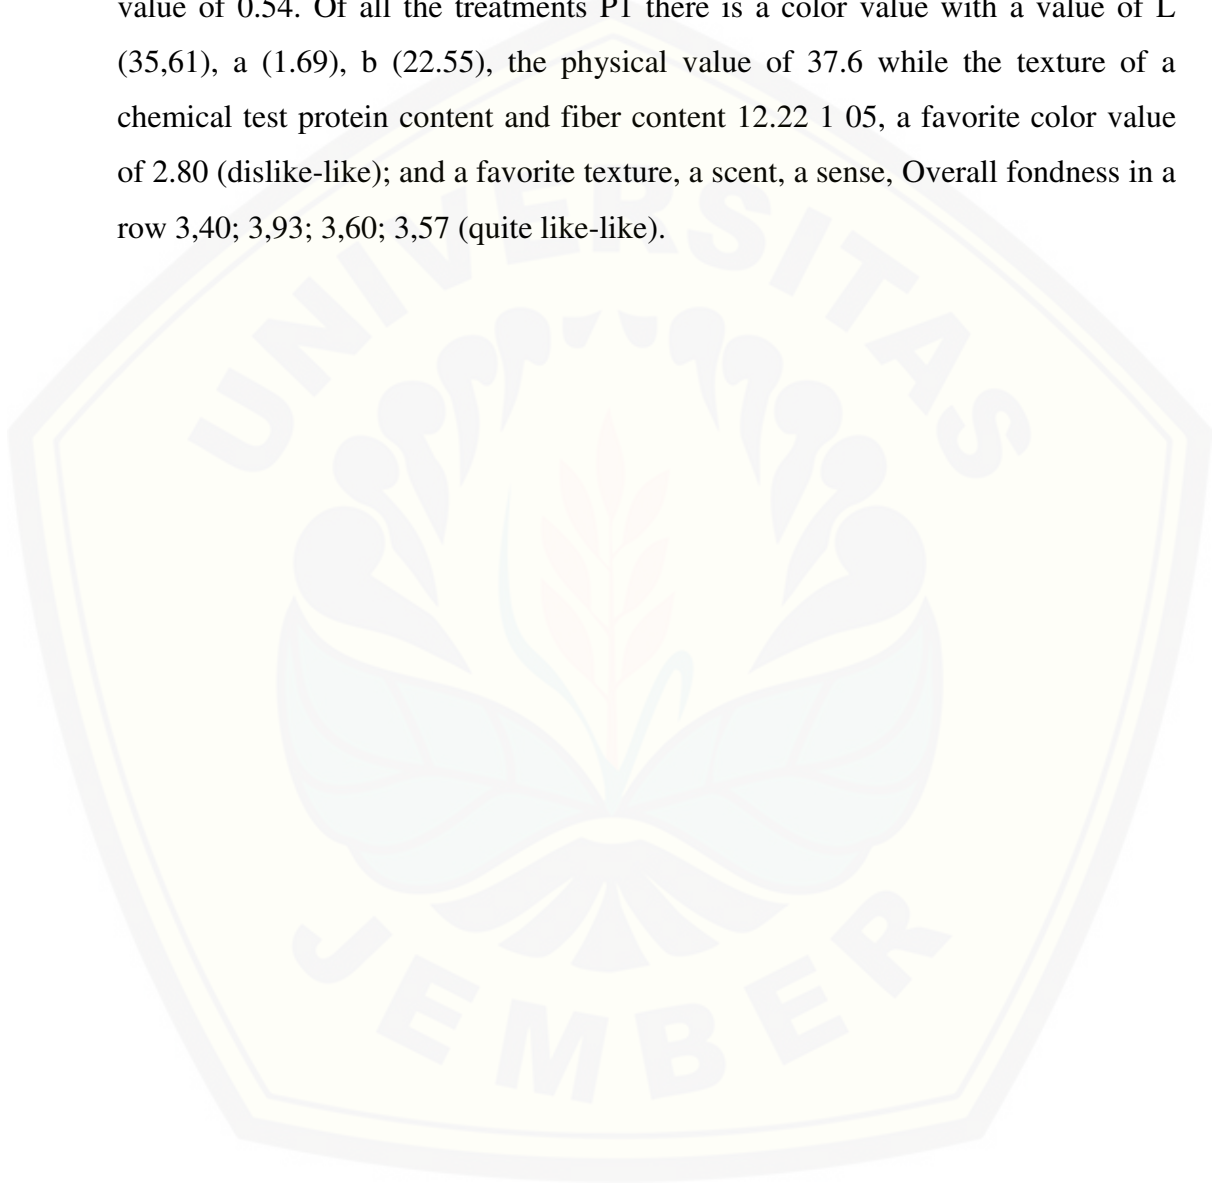 value of 0.54. Of all the treatments P1 there is a color value with a value of L
(35,61), a (1.69), b (22.55), the physical value of 37.6 while the texture of a
chemical test protein content and fiber content 12.22 1 05, a favorite color value
of 2.80 (dislike-like); and a favorite texture, a scent, a sense, Overall fondness in a
row 3,40; 3,93; 3,60; 3,57 (quite like-like).
UNIVERSITAS
JEMBER